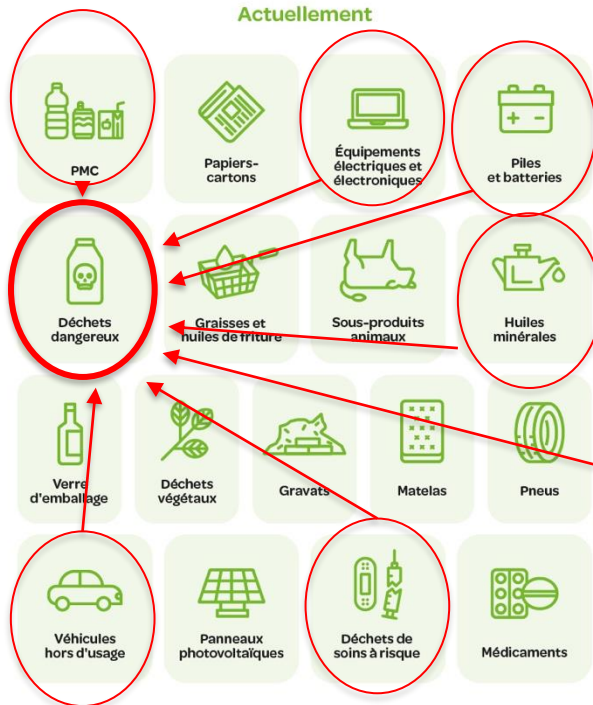 Actuellement
PMC
Papiers-
cartons
Équipements
électriques et
électroniques
Piles
et batteries
Déchets
dangereux
Graisses et
huiles de friture
Sous-produits
animaux
Huiles
minérales
Verre
d'emballage
Déchets
végétaux
Gravats
Matelas
Pneus
Véhicules
hors d'usage
Panneaux
photovoltaïques
Déchets de
soins à risque
Médicaments